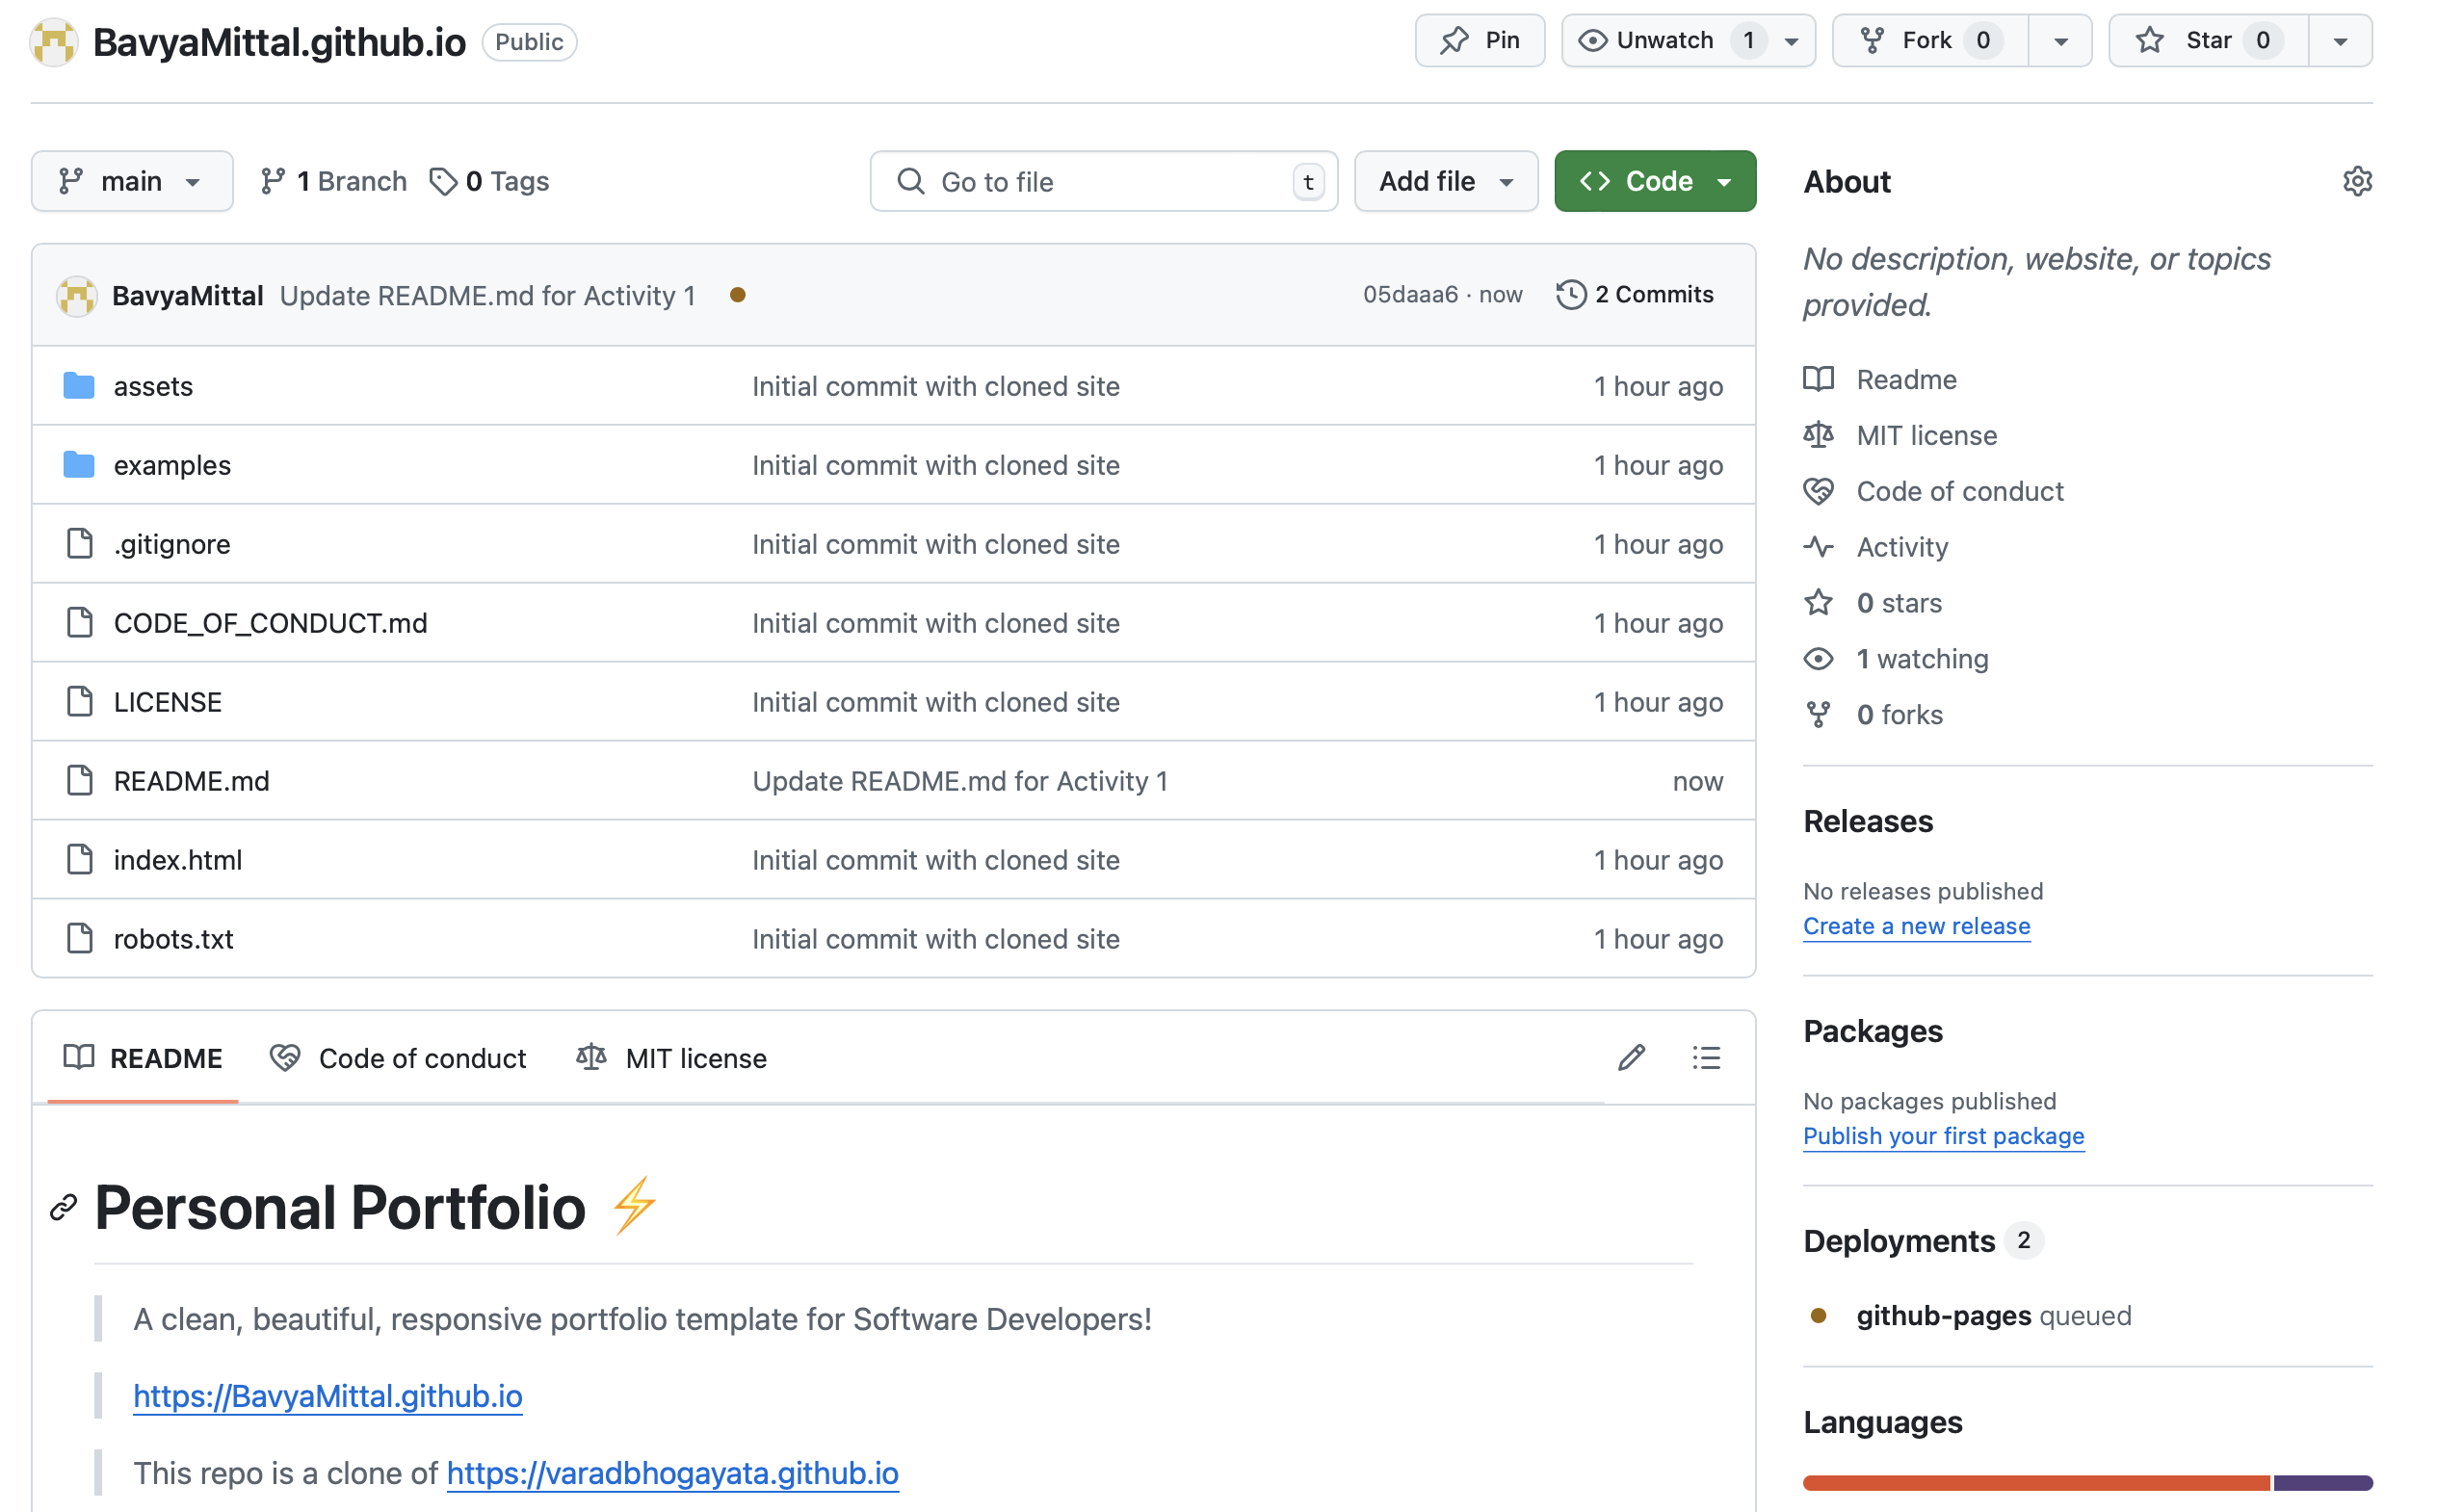 BavyaMittal.github.io Public Pin Unwatch 1 Fork 0 Star 0
main 1 Branch 0 Tags Go to file t Add file <> Code
BavyaMittal Update README.md for Activity 1 05daaa6 · now 2 Commits
assets Initial commit with cloned site 1 hour ago
examples Initial commit with cloned site 1 hour ago
.gitignore Initial commit with cloned site 1 hour ago
CODE_OF_CONDUCT.md Initial commit with cloned site 1 hour ago
LICENSE Initial commit with cloned site 1 hour ago
README.md Update README.md for Activity 1 now
index.html Initial commit with cloned site 1 hour ago
robots.txt Initial commit with cloned site 1 hour ago
README Code of conduct MIT license
Personal Portfolio ⚡
A clean, beautiful, responsive portfolio template for Software Developers!
https://BavyaMittal.github.io
This repo is a clone of https://varadbhogayata.github.io
About
No description, website, or topics
provided.
Readme
MIT license
Code of conduct
Activity
0 stars
1 watching
0 forks
Releases
No releases published
Create a new release
Packages
No packages published
Publish your first package
Deployments 2
github-pages queued
Languages